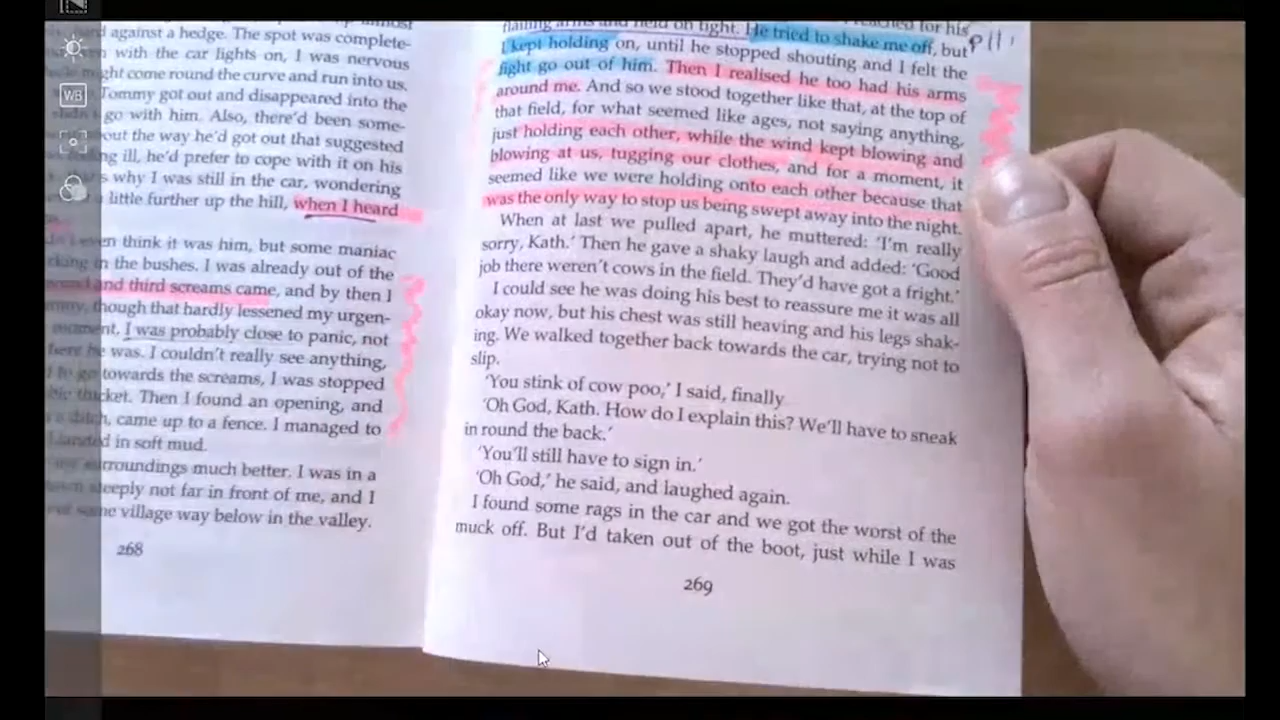 WB
against a hedge. The spot was complete-
with the car lights on, I was nervous
might come round the curve and run into us.
Tommy got out and disappeared into the
go with him. Also, there'd been some-
out the way he'd got out that suggested
ill, he'd prefer to cope with it on his
why I was still in the car, wondering
little further up the hill, when I heard
even think it was him, but some maniac
in the bushes. I was already out of the
and third screams came, and by then I
though that hardly lessened my urgen-
moment, I was probably close to panic, not
he was. I couldn't really see anything,
to go towards the screams, I was stopped
thicket. Then I found an opening, and
ditch, came up to a fence. I managed to
landed in soft mud.
surroundings much better. I was in a
steeply not far in front of me, and I
some village way below in the valley.
268
flailing arms and held on tight. He tried to shake me off, but
I kept holding on, until he stopped shouting and I felt the
fight go out of him. Then I realised he too had his arms
around me. And so we stood together like that, at the top of
that field, for what seemed like ages, not saying anything,
just holding each other, while the wind kept blowing and
blowing at us, tugging our clothes, and for a moment, it
seemed like we were holding onto each other because that
was the only way to stop us being swept away into the night.
When at last we pulled apart, he muttered: 'I'm really
sorry, Kath.' Then he gave a shaky laugh and added: 'Good
job there weren't cows in the field. They'd have got a fright.'
I could see he was doing his best to reassure me it was all
okay now, but his chest was still heaving and his legs shak-
ing. We walked together back towards the car, trying not to
slip.
'You stink of cow poo,' I said, finally.
'Oh God, Kath. How do I explain this? We'll have to sneak
in round the back.'
'You'll still have to sign in.'
'Oh God,' he said, and laughed again.
I found some rags in the car and we got the worst of the
muck off. But I'd taken out of the boot, just while I was
269